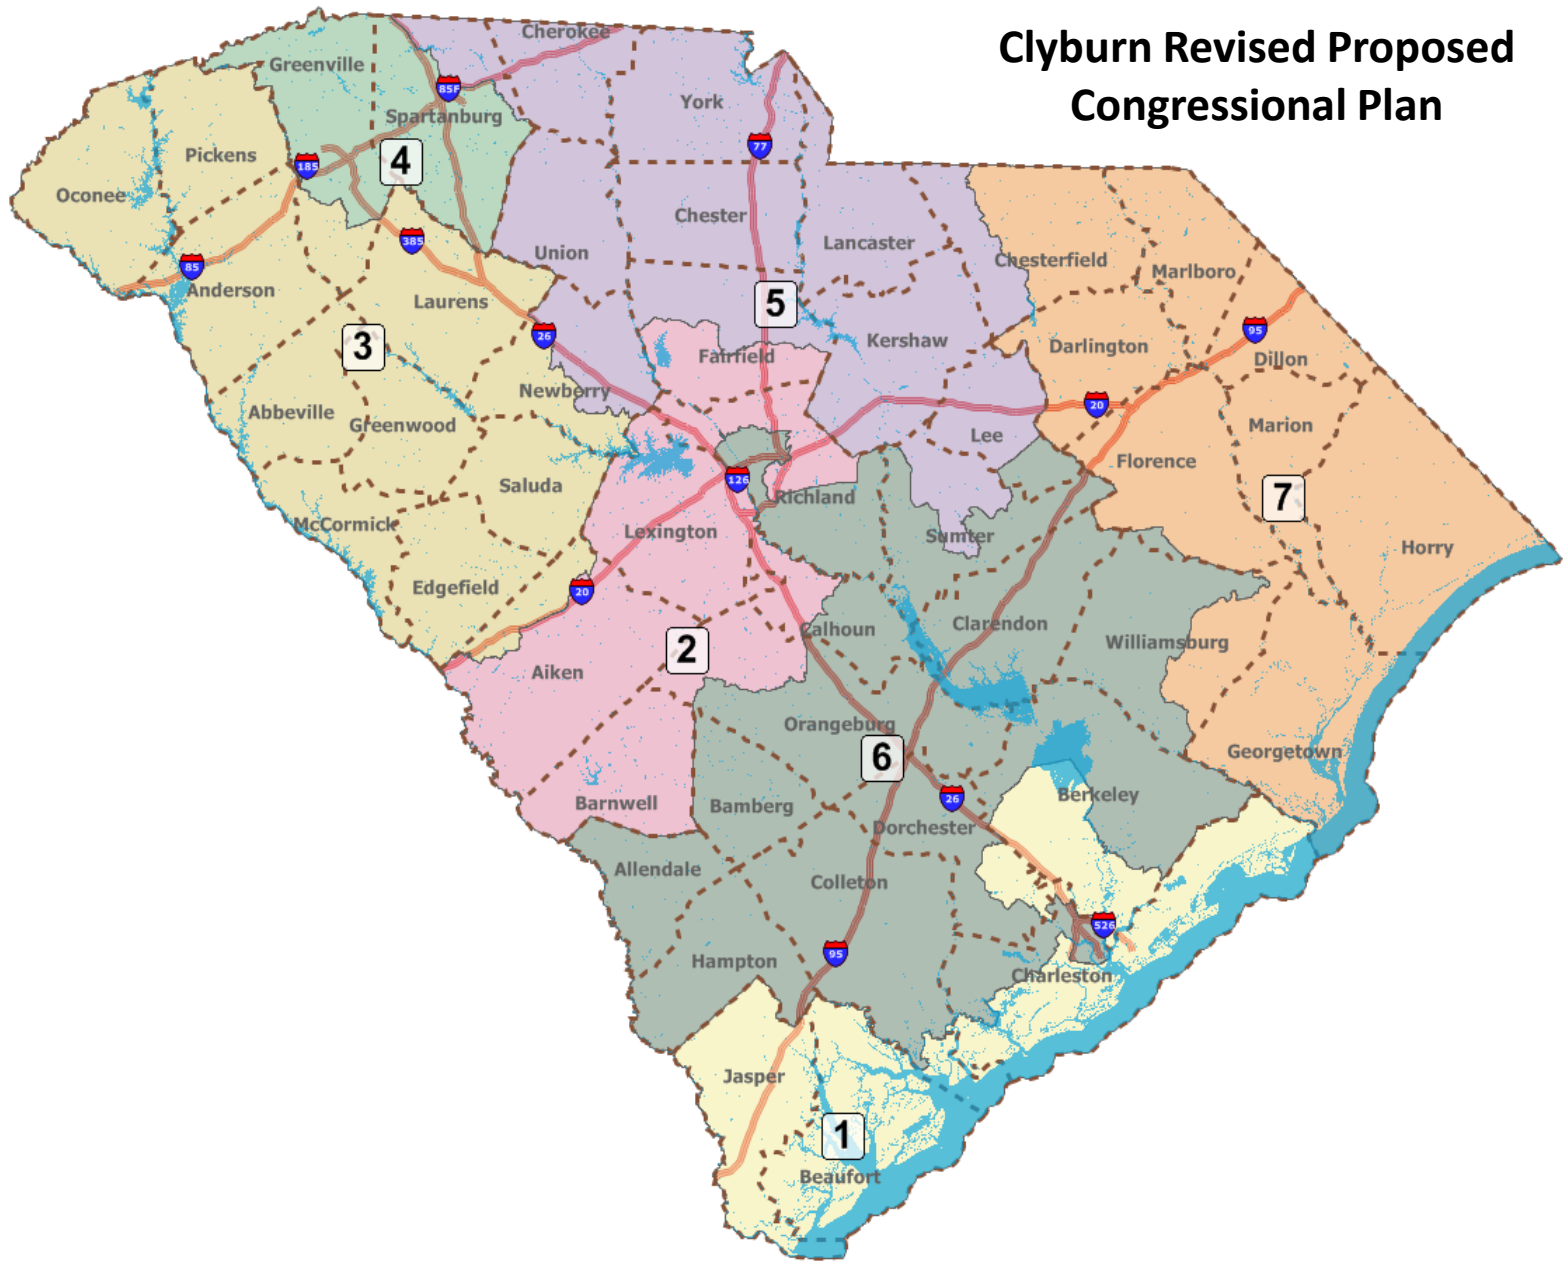 Clyburn Revised Proposed
Congressional Plan
Cherokee
Greenville
85F
York
Spartanburg
77
Pickens
4
185
Oconee
Chester
Lancaster
385
Union
Chesterfield
Marlboro
85
Anderson
Laurens
5
95
26
Kershaw
Darlington
Dillon
3
Fairfield
Newberry
20
Abbeville
Greenwood
Marion
Lee
Florence
126
Saluda
Richland
7
McCormick
Lexington
Sumter
Horry
Edgefield
20
Calhoun
Clarendon
Williamsburg
2
Aiken
Orangeburg
6
Georgetown
Barnwell
Bamberg
26
Berkeley
Dorchester
Allendale
Colleton
526
Hampton
95
Charleston
Jasper
1
Beaufort